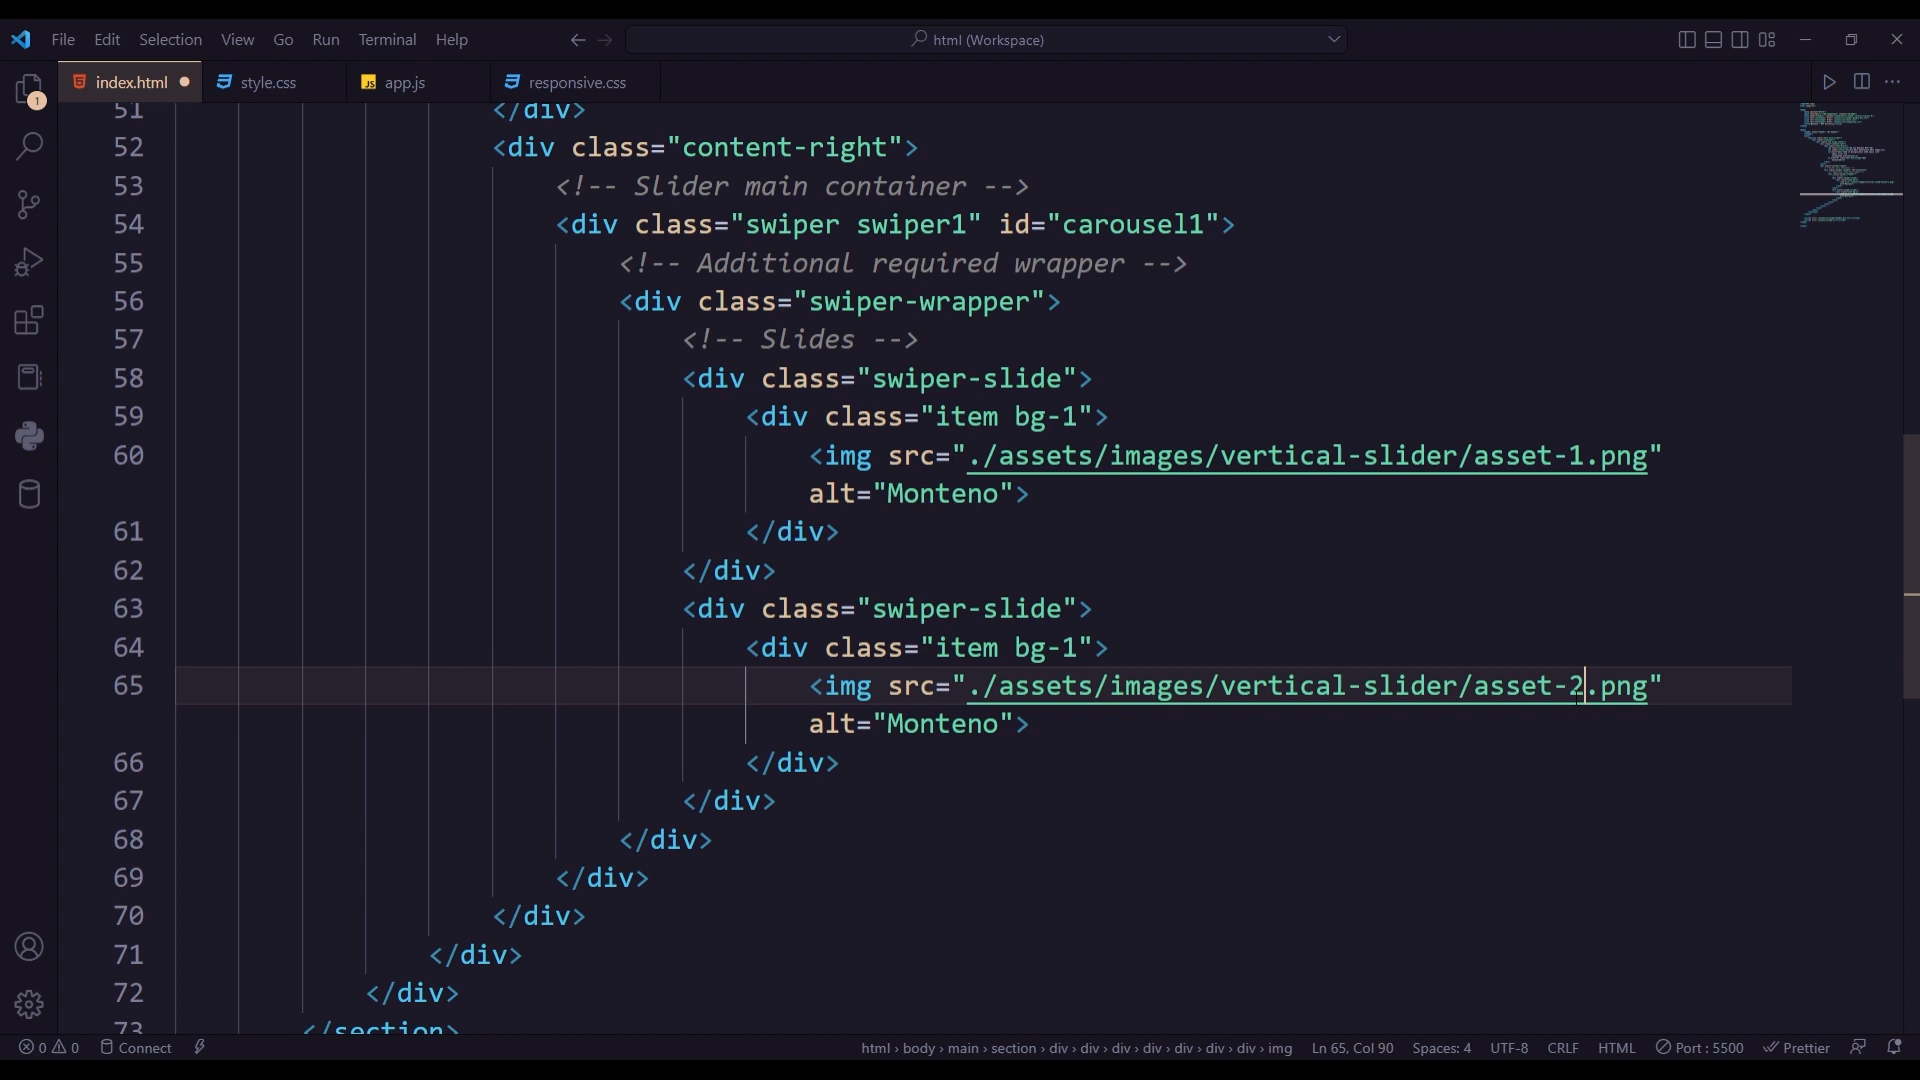 File Edit Selection View Go Run Terminal Help html (Workspace)
index.html style.css app.js responsive.css
1
51 </div>
52 <div class="content-right">
53 <!-- Slider main container -->
54 <div class="swiper swiper1" id="carousel1">
55 <!-- Additional required wrapper -->
56 <div class="swiper-wrapper">
57 <!-- Slides -->
58 <div class="swiper-slide">
59 <div class="item bg-1">
60 <img src="./assets/images/vertical-slider/asset-1.png"
alt="Monteno">
61 </div>
62 </div>
63 <div class="swiper-slide">
64 <div class="item bg-1">
65 <img src="./assets/images/vertical-slider/asset-2.png"
alt="Monteno">
66 </div>
67 </div>
68 </div>
69 </div>
70 </div>
71 </div>
72 </div>
73 </section>
0 0 Connect html › body › main › section › div › div › div › div › div › div › div › img Ln 65, Col 90 Spaces: 4 UTF-8 CRLF HTML Port : 5500 Prettier